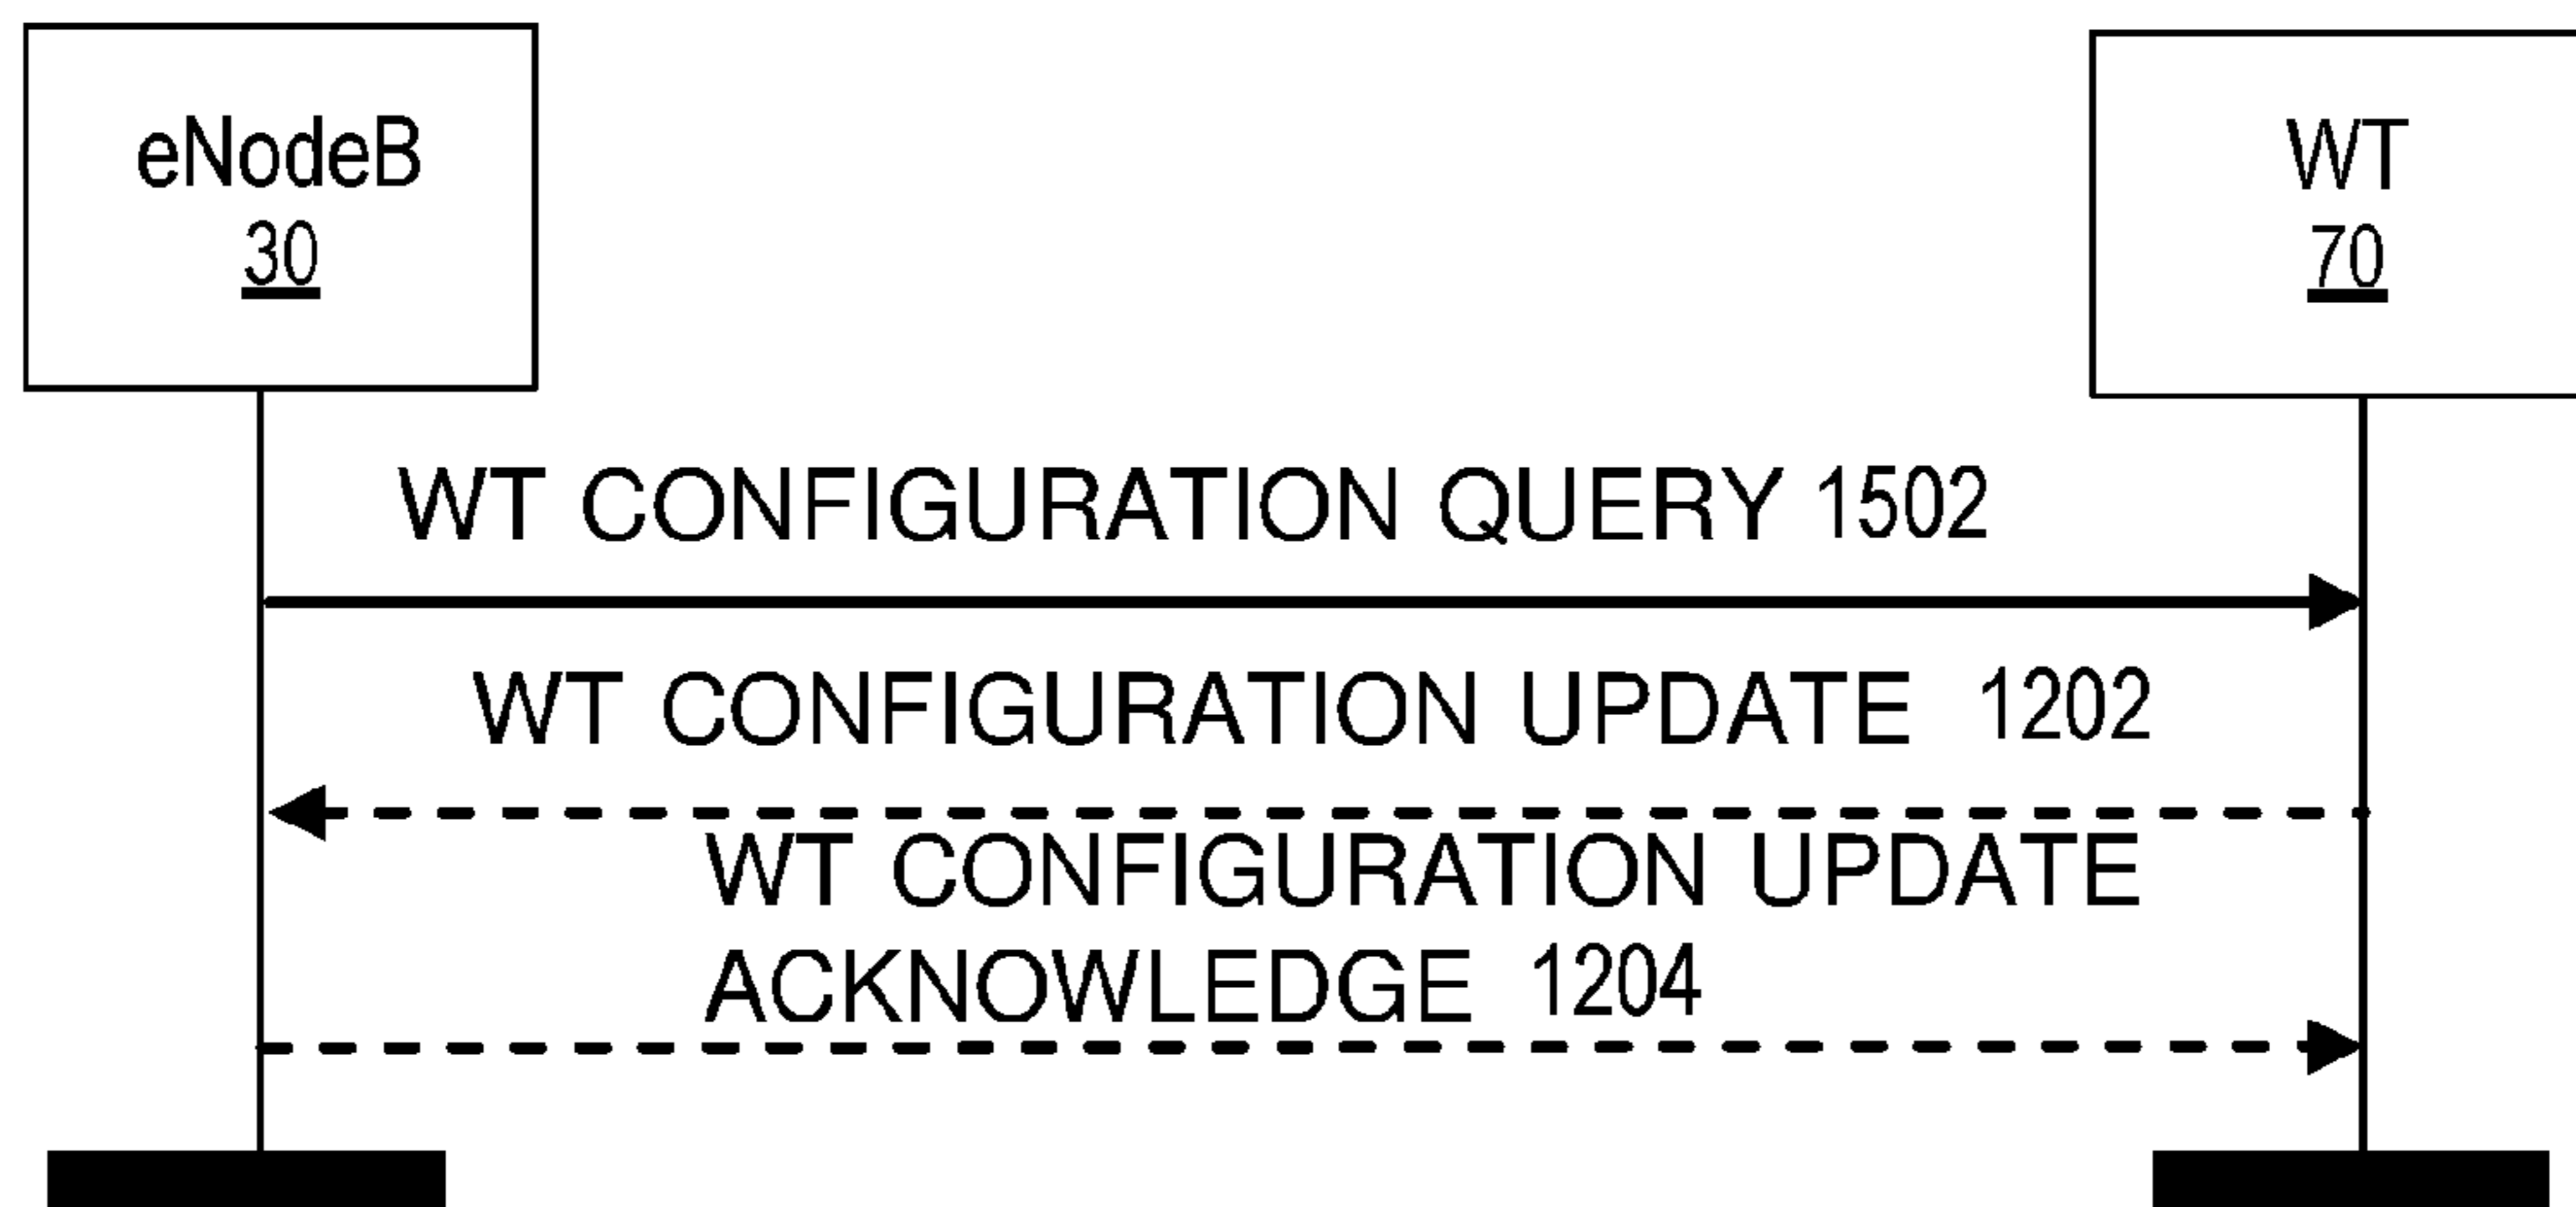 eNodeB
30
WT
70
WT CONFIGURATION QUERY 1502
WT CONFIGURATION UPDATE 1202
WT CONFIGURATION UPDATE
ACKNOWLEDGE 1204